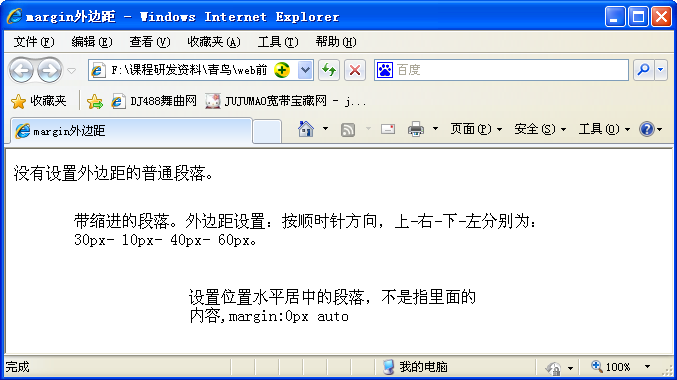 margin外边距 - Windows Internet Explorer
文件(F) 编辑(E) 查看(V) 收藏夹(A) 工具(T) 帮助(H)
F:\课程研发资料\青鸟\web前 百度
收藏夹 DJ488舞曲网 JUJUMAO宽带宝藏网 - j...
margin外边距 页面(P) 安全(S) 工具(O)
没有设置外边距的普通段落。
带缩进的段落。外边距设置：按顺时针方向，上-右-下-左分别为：
30px- 10px- 40px- 60px。
设置位置水平居中的段落，不是指里面的
内容,margin:0px auto
完成 我的电脑 100%